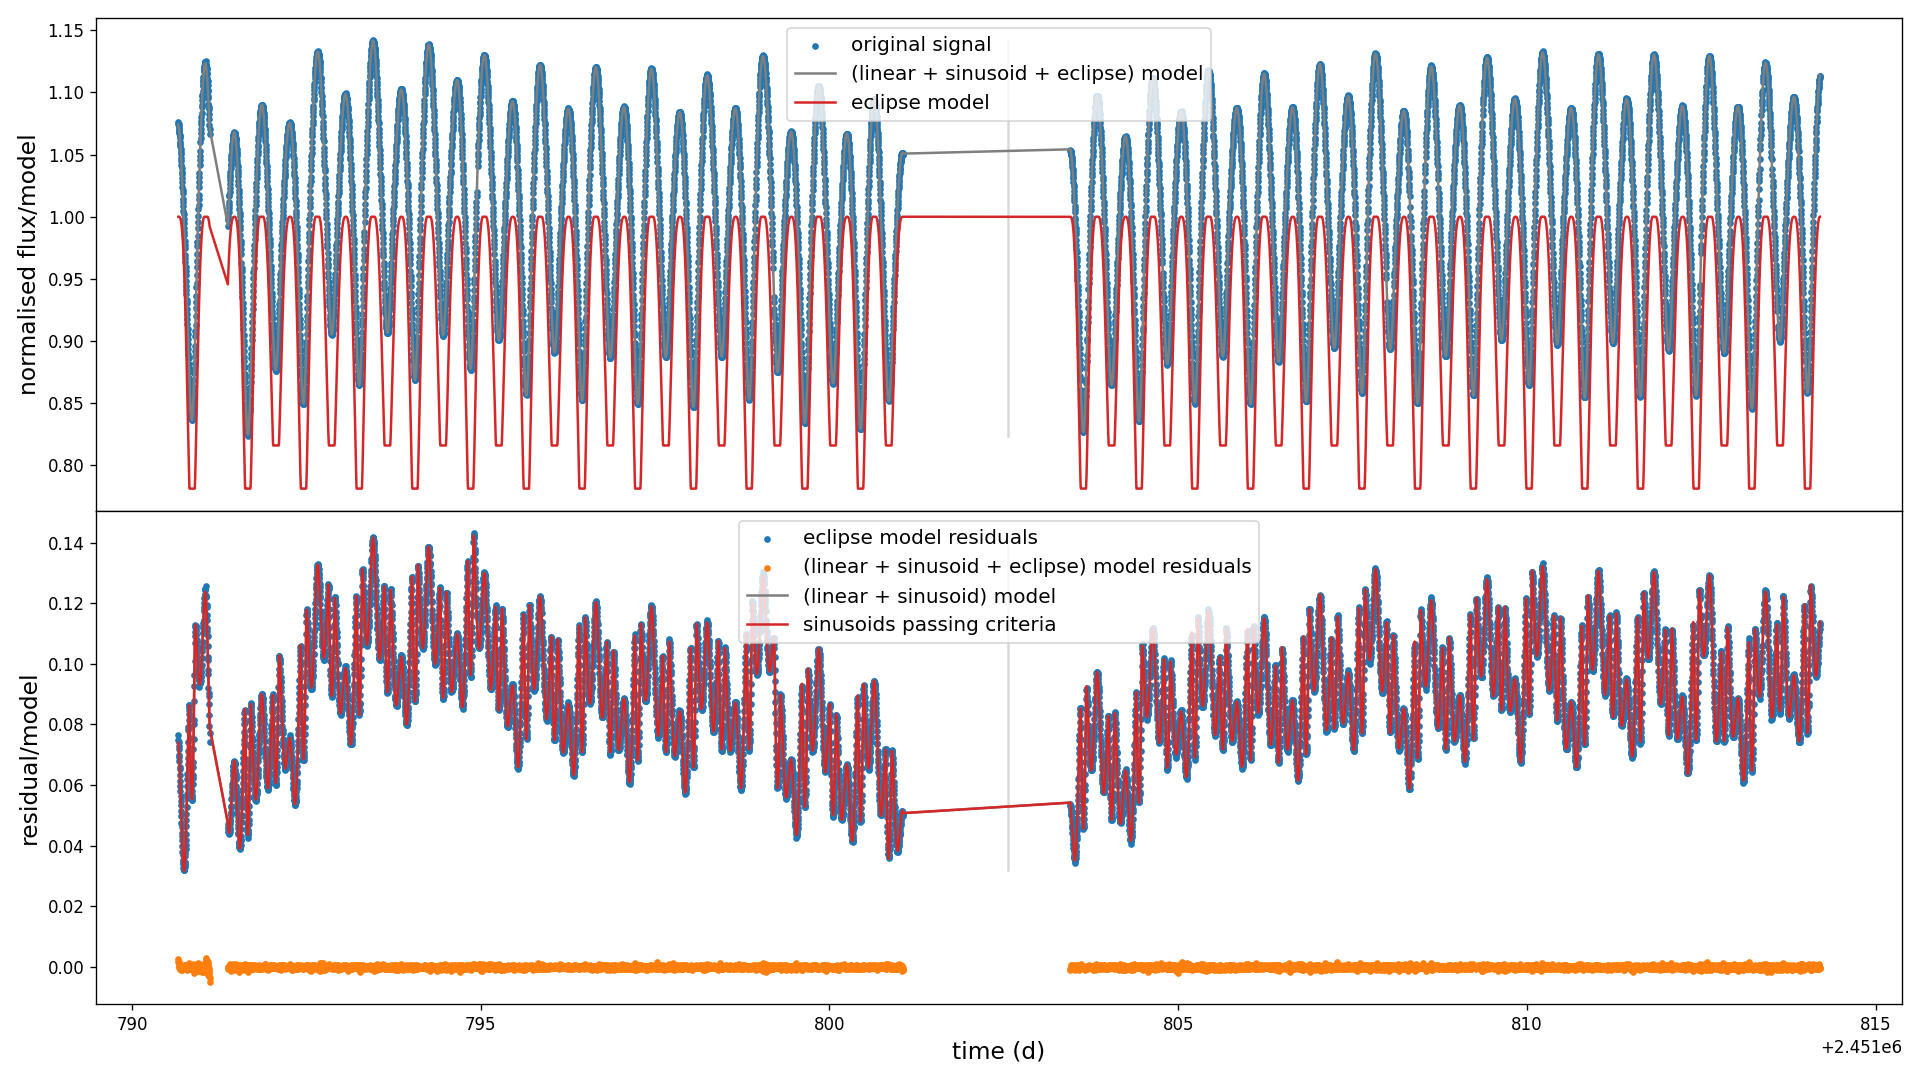 1.15
1.10
1.05
1.00
0.95
0.90
0.85
0.80
normalised flux/model
original signal
(linear + sinusoid + eclipse) model
eclipse model
0.14
0.12
0.10
0.08
0.06
0.04
0.02
0.00
residual/model
eclipse model residuals
(linear + sinusoid + eclipse) model residuals
(linear + sinusoid) model
sinusoids passing criteria
790
795
800
805
810
815
+2.451e6
time (d)